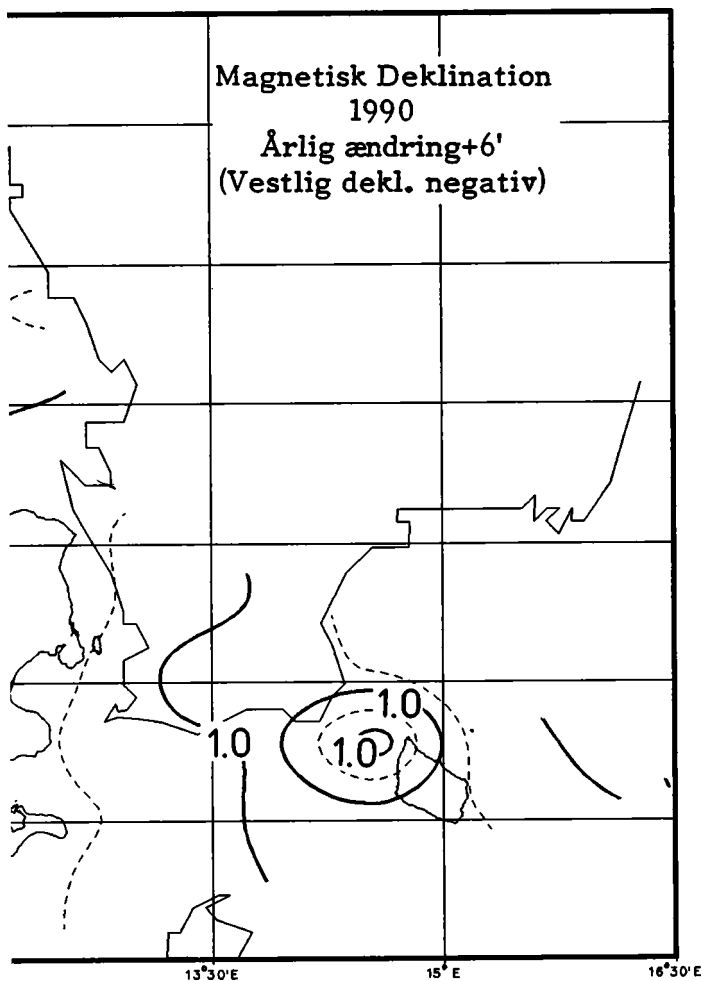 Magnetisk Deklination
1990
Årlig ændring+6'
(Vestlig dekl. negativ)
1.0
1.0
1.0
13°30'E
15° E
16°30'E